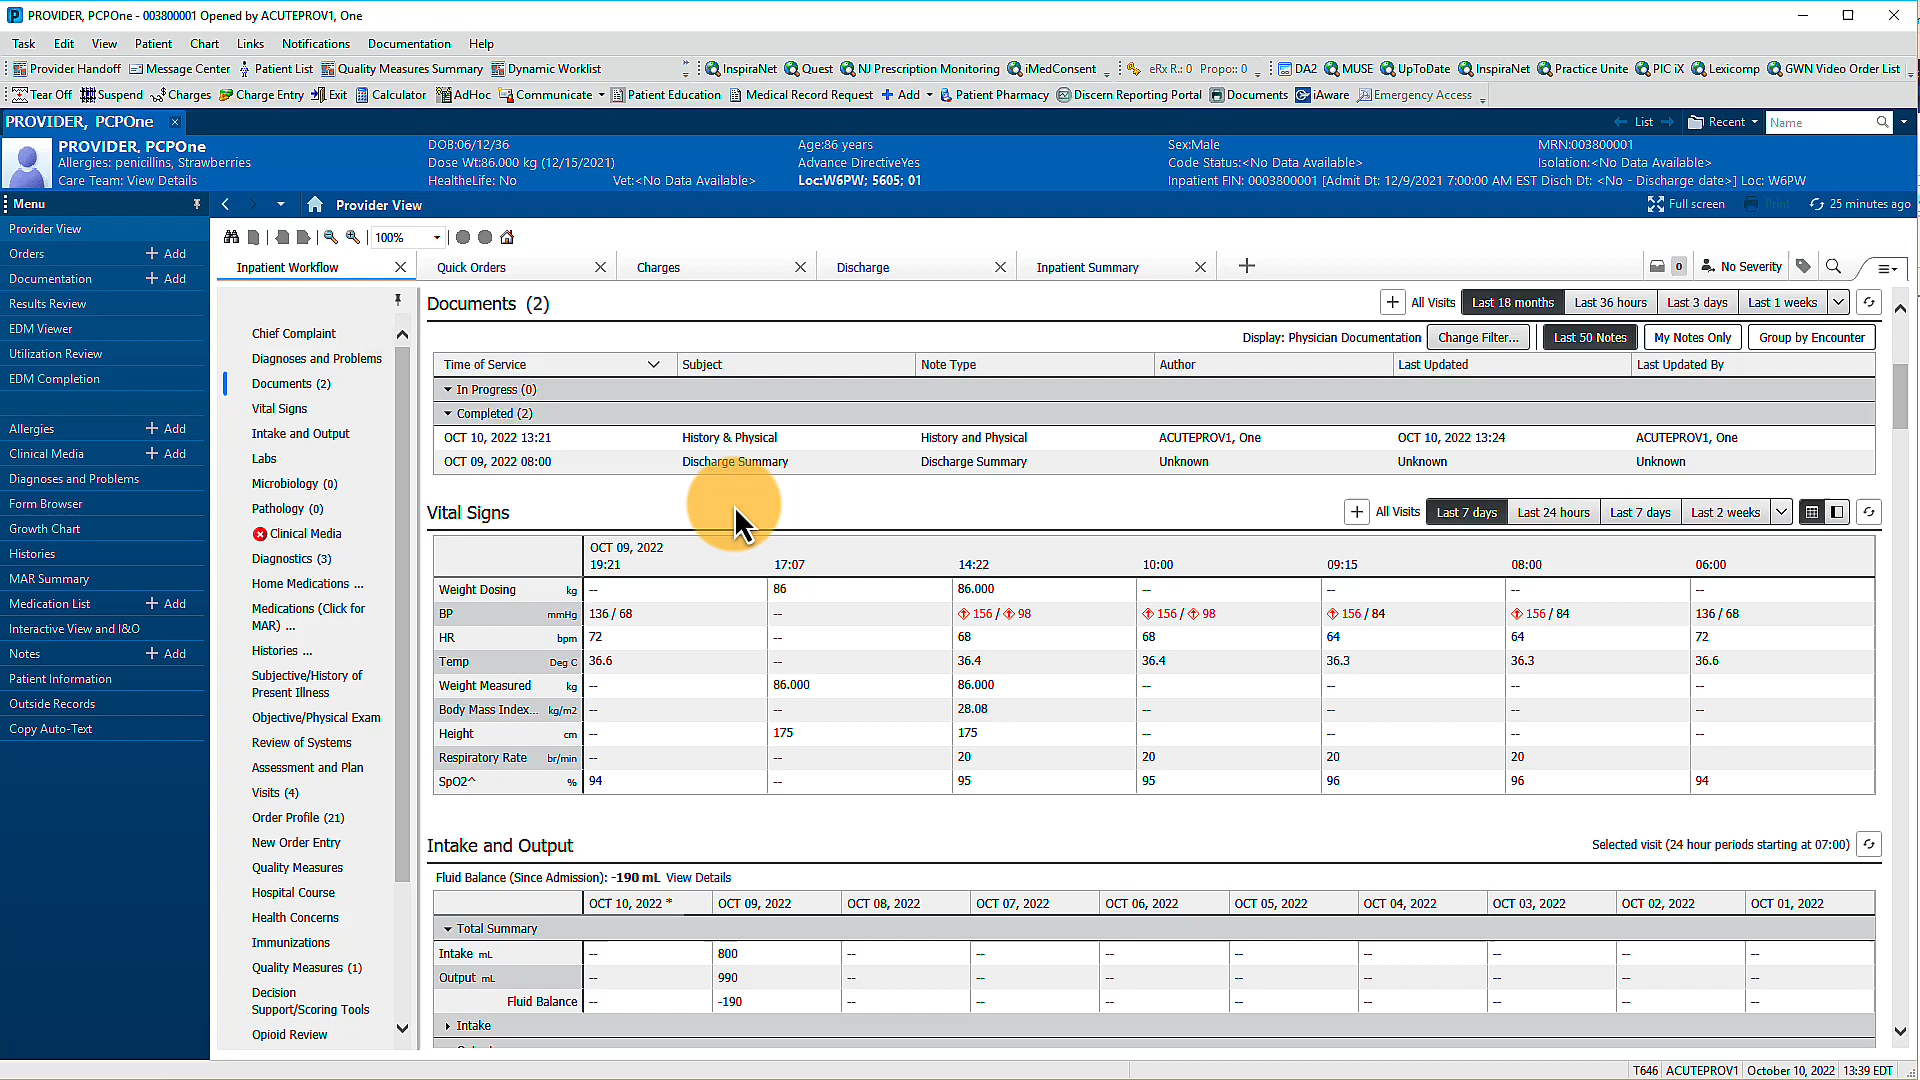 PROVIDER, PCPOne - 003800001 Opened by ACUTEPROV1, One
Task Edit View Patient Chart Links Notifications Documentation Help
Provider Handoff Message Center Patient List Quality Measures Summary Dynamic Worklist InspiraNet Quest NJ Prescription Monitoring iMedConsent eRx R.: 0 Propo:: 0 DA2 MUSE UpToDate InspiraNet Practice Unite PIC iX Lexicomp GWN Video Order List
Tear Off Suspend Charges Charge Entry Exit Calculator AdHoc Communicate Patient Education Medical Record Request Add Patient Pharmacy Discern Reporting Portal Documents iAware Emergency Access
PROVIDER, PCPOne × List Recent Name
PROVIDER, PCPOne DOB:06/12/36 Age:86 years Sex:Male MRN:003800001
Allergies: penicillins, Strawberries Dose Wt:86.000 kg (12/15/2021) Advance DirectiveYes Code Status:<No Data Available> Isolation:<No Data Available>
Care Team: View Details HealtheLife: No Vet:<No Data Available> Loc:W6PW; 5605; 01 Inpatient FIN: 0003800001 [Admit Dt: 12/9/2021 7:00:00 AM EST Disch Dt: <No - Discharge date>] Loc: W6PW
Menu Provider View Full screen Print 25 minutes ago
Provider View
Orders + Add
Documentation + Add
Results Review
EDM Viewer
Utilization Review
EDM Completion
Allergies + Add
Clinical Media + Add
Diagnoses and Problems
Form Browser
Growth Chart
Histories
MAR Summary
Medication List + Add
Interactive View and I&O
Notes + Add
Patient Information
Outside Records
Copy Auto-Text
100%
Inpatient Workflow Quick Orders Charges Discharge Inpatient Summary + 0 No Severity
Chief Complaint
Diagnoses and Problems
Documents (2)
Vital Signs
Intake and Output
Labs
Microbiology (0)
Pathology (0)
Clinical Media
Diagnostics (3)
Home Medications ...
Medications (Click for
MAR) ...
Histories ...
Subjective/History of
Present Illness
Objective/Physical Exam
Review of Systems
Assessment and Plan
Visits (4)
Order Profile (21)
New Order Entry
Quality Measures
Hospital Course
Health Concerns
Immunizations
Quality Measures (1)
Decision
Support/Scoring Tools
Opioid Review
Documents (2) + All Visits Last 18 months Last 36 hours Last 3 days Last 1 weeks
Display: Physician Documentation Change Filter... Last 50 Notes My Notes Only Group by Encounter
Time of Service Subject Note Type Author Last Updated Last Updated By
In Progress (0)
Completed (2)
OCT 10, 2022 13:21 History & Physical History and Physical ACUTEPROV1, One OCT 10, 2022 13:24 ACUTEPROV1, One
OCT 09, 2022 08:00 Discharge Summary Discharge Summary Unknown Unknown Unknown
Vital Signs + All Visits Last 7 days Last 24 hours Last 7 days Last 2 weeks
OCT 09, 2022
19:21 17:07 14:22 10:00 09:15 08:00 06:00
Weight Dosing kg -- 86 86.000 -- -- -- --
BP mmHg 136 / 68 -- 156 / 98 156 / 98 156 / 84 156 / 84 136 / 68
HR bpm 72 -- 68 68 64 64 72
Temp Deg C 36.6 -- 36.4 36.4 36.3 36.3 36.6
Weight Measured kg -- 86.000 86.000 -- -- -- --
Body Mass Index... kg/m2 -- -- 28.08 -- -- -- --
Height cm -- 175 175 -- -- -- --
Respiratory Rate br/min -- -- 20 20 20 20
SpO2^ % 94 -- 95 95 96 96 94
Intake and Output Selected visit (24 hour periods starting at 07:00)
Fluid Balance (Since Admission): -190 mL View Details
OCT 10, 2022 * OCT 09, 2022 OCT 08, 2022 OCT 07, 2022 OCT 06, 2022 OCT 05, 2022 OCT 04, 2022 OCT 03, 2022 OCT 02, 2022 OCT 01, 2022
Total Summary
Intake mL -- 800 -- -- -- -- -- -- -- --
Output mL -- 990 -- -- -- -- -- -- -- --
Fluid Balance -- -190 -- -- -- -- -- -- -- --
Intake
T646 ACUTEPROV1 October 10, 2022 13:39 EDT